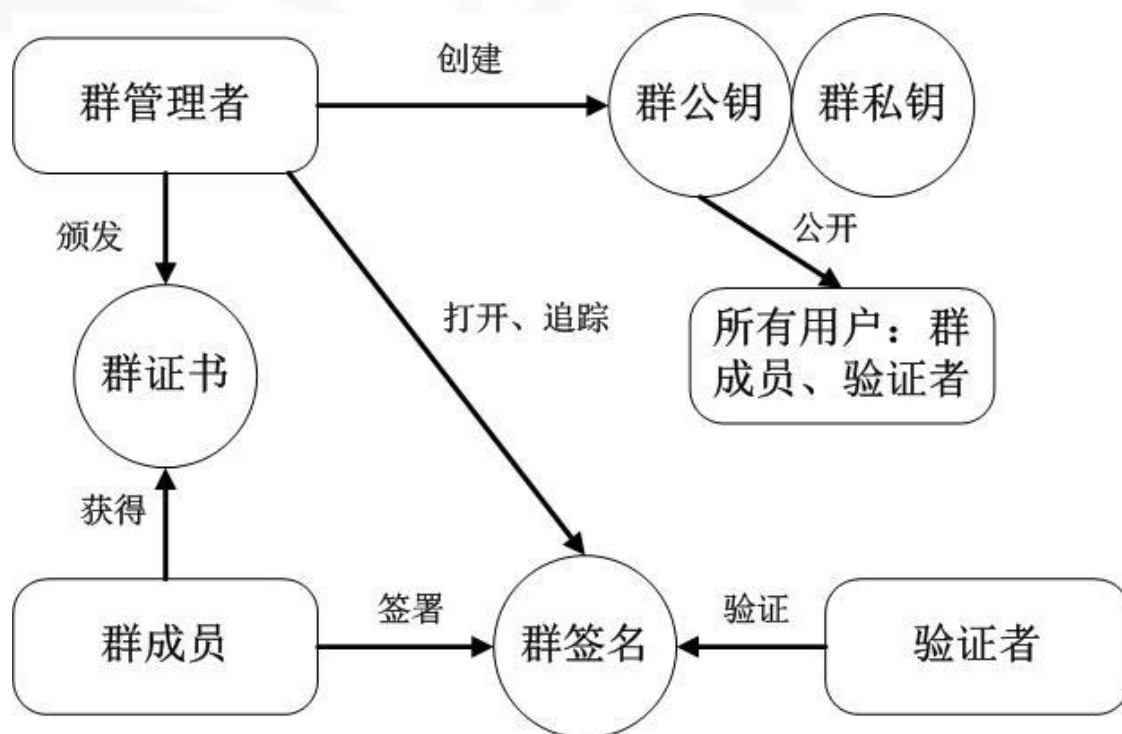 创建
群管理者
群公钥
群私钥
颁发
公开
打开、追踪
所有用户：群
成员、验证者
群证书
获得
签署
验证
群成员
群签名
验证者